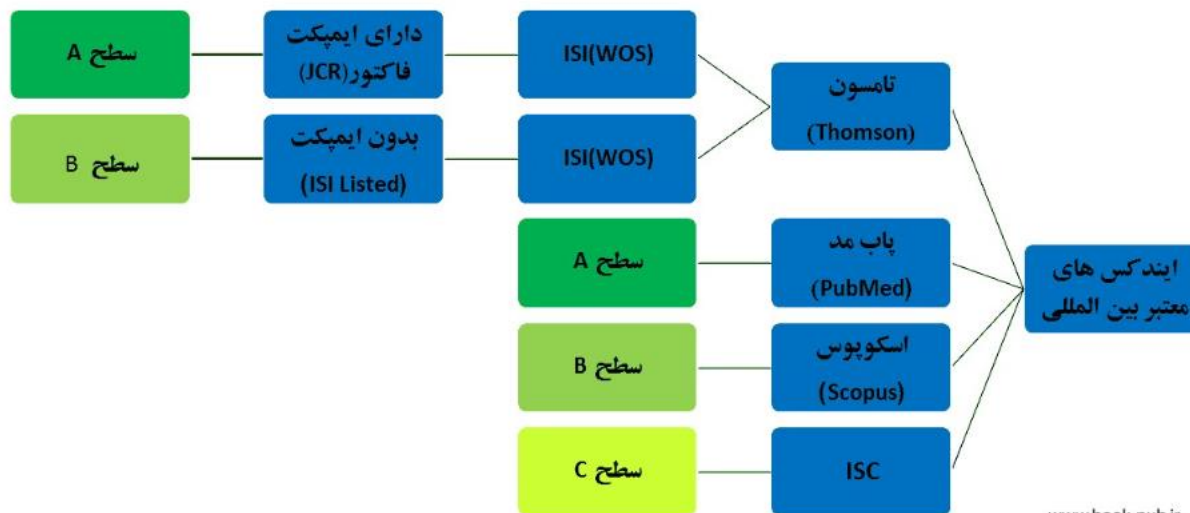 ایندکس های
معتبر بین المللی
تامسون
(Thomson)
ISI(WOS)
دارای ایمپکت
فاکتور(JCR)
سطح A
ISI(WOS)
بدون ایمپکت
(ISI Listed)
سطح B
پاب مد
(PubMed)
سطح A
اسکوپوس
(Scopus)
سطح B
ISC
سطح C